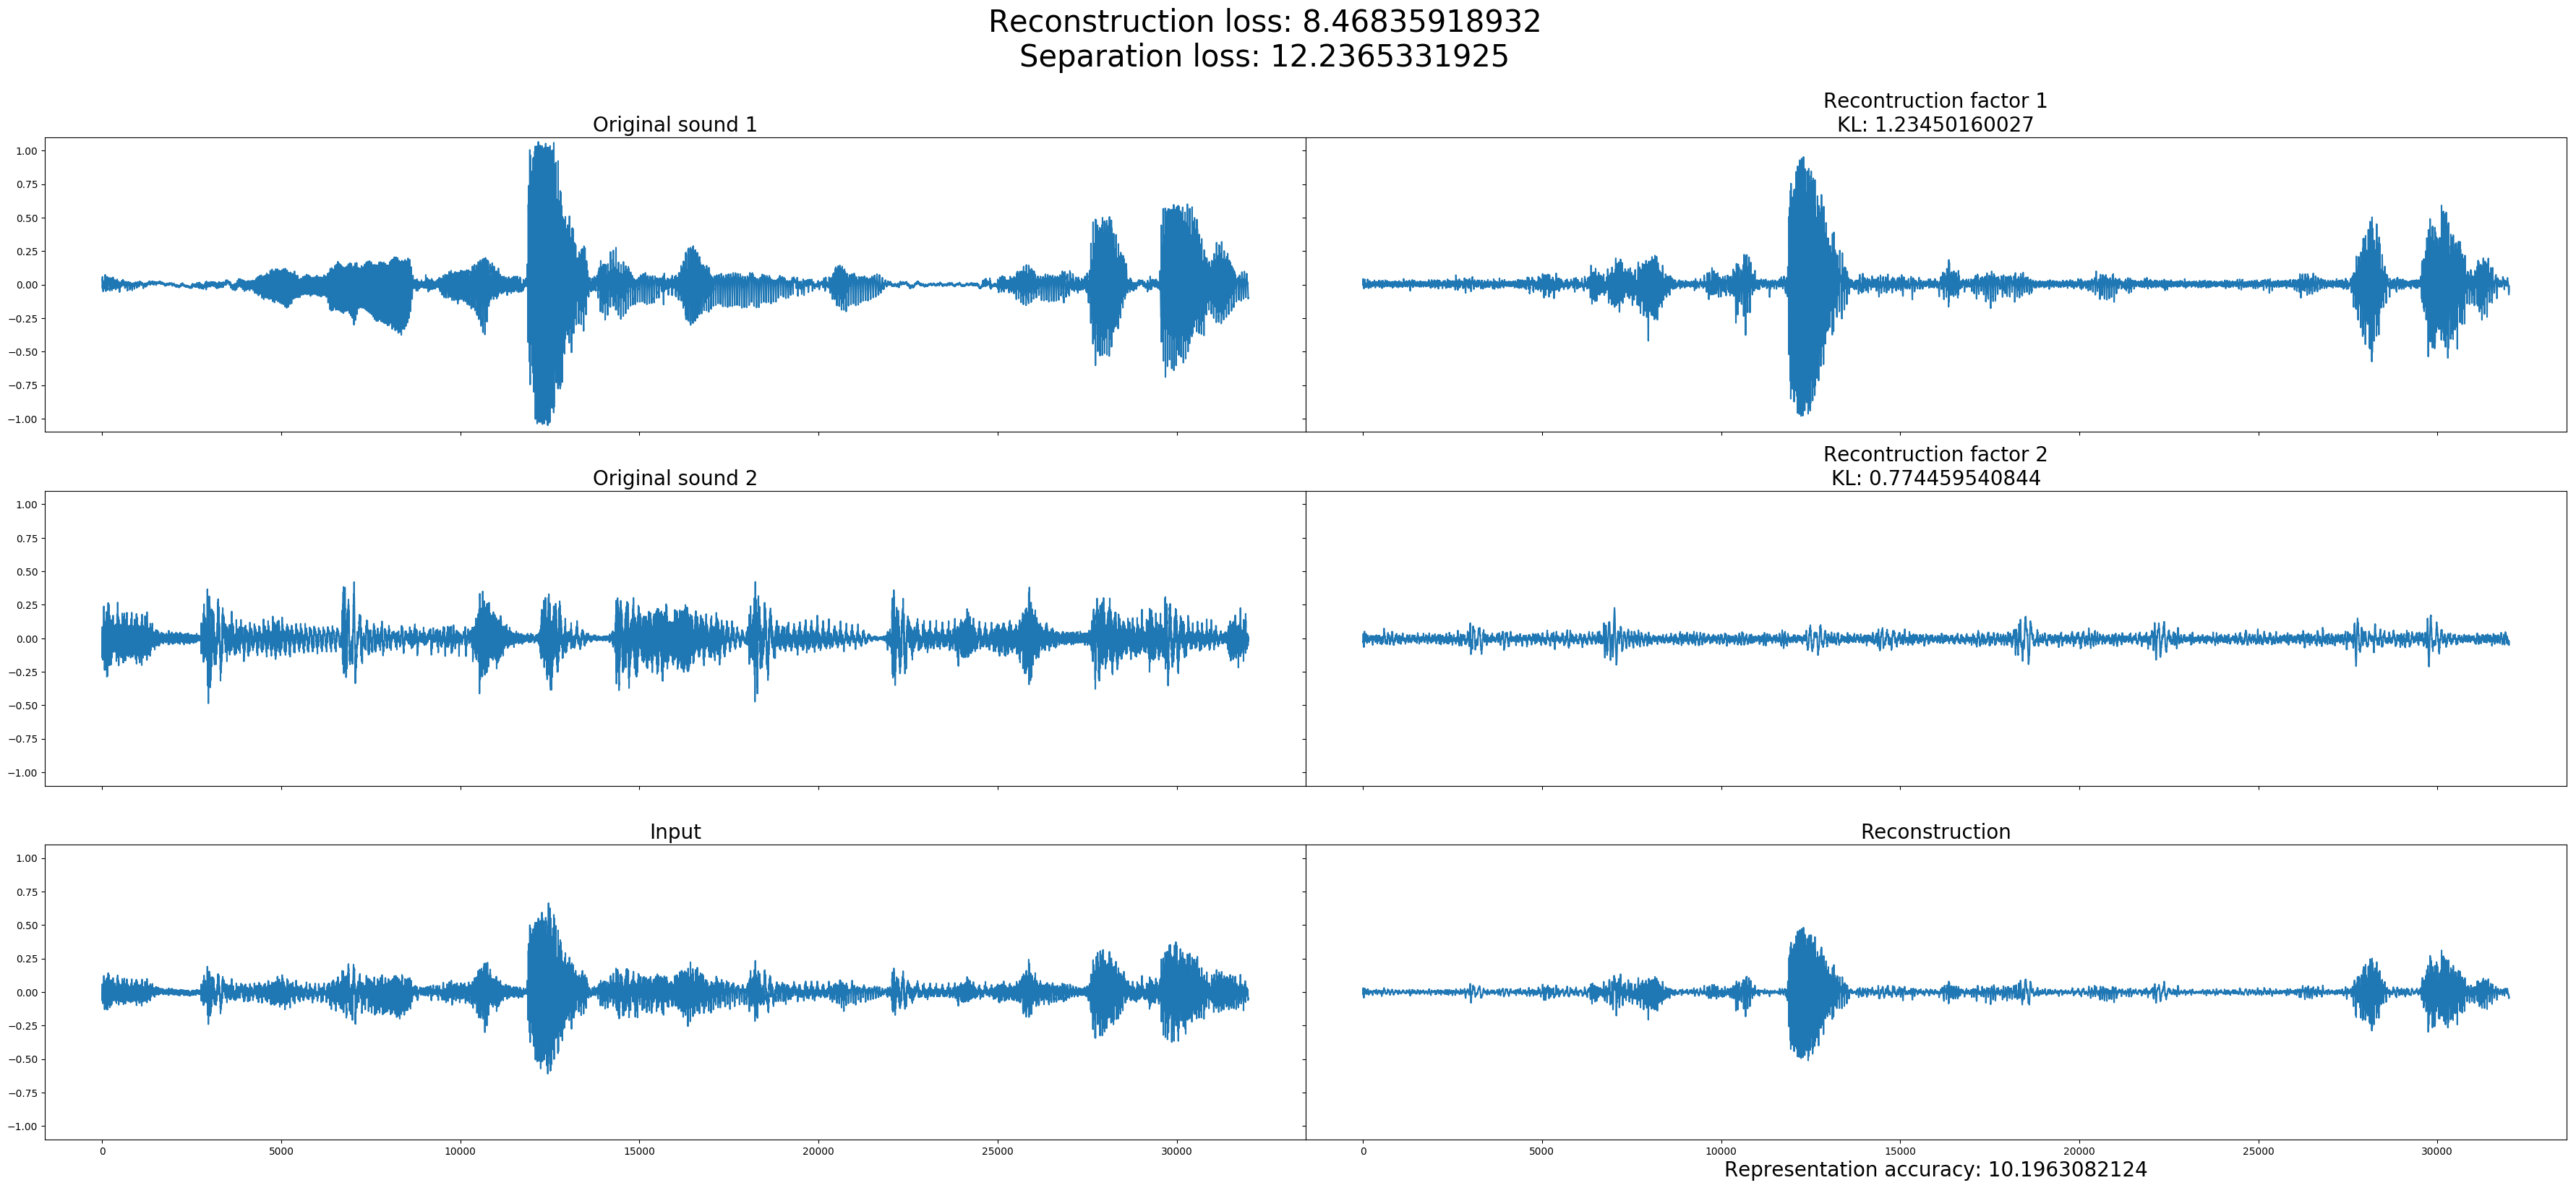 Reconstruction loss: 8.46835918932
Separation loss: 12.2365331925
Original sound 1
Recontruction factor 1
KL: 1.23450160027
1.00
0.75
0.50
0.25
0.00
−0.25
−0.50
−0.75
−1.00
Original sound 2
Recontruction factor 2
KL: 0.774459540844
1.00
0.75
0.50
0.25
0.00
−0.25
−0.50
−0.75
−1.00
Input
Reconstruction
1.00
0.75
0.50
0.25
0.00
−0.25
−0.50
−0.75
−1.00
0 5000 10000 15000 20000 25000 30000
0 5000 10000 15000 20000 25000 30000
Representation accuracy: 10.1963082124